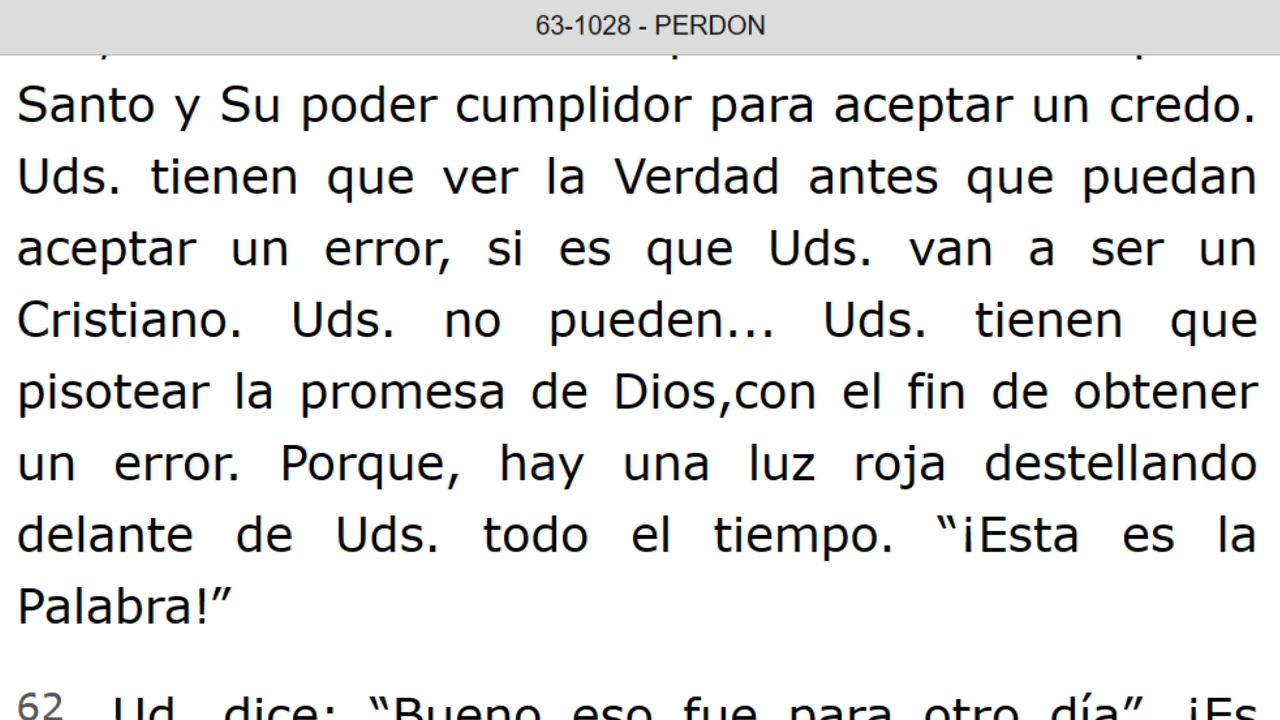 63-1028 - PERDON
Santo y Su poder cumplidor para aceptar un credo.
Uds. tienen que ver la Verdad antes que puedan
aceptar un error, si es que Uds. van a ser un
Cristiano. Uds. no pueden... Uds. tienen que
pisotear la promesa de Dios,con el fin de obtener
un error. Porque, hay una luz roja destellando
delante de Uds. todo el tiempo. “¡Esta es la
Palabra!”
62 Ud. dice: “Bueno eso fue para otro día”. ¡Es